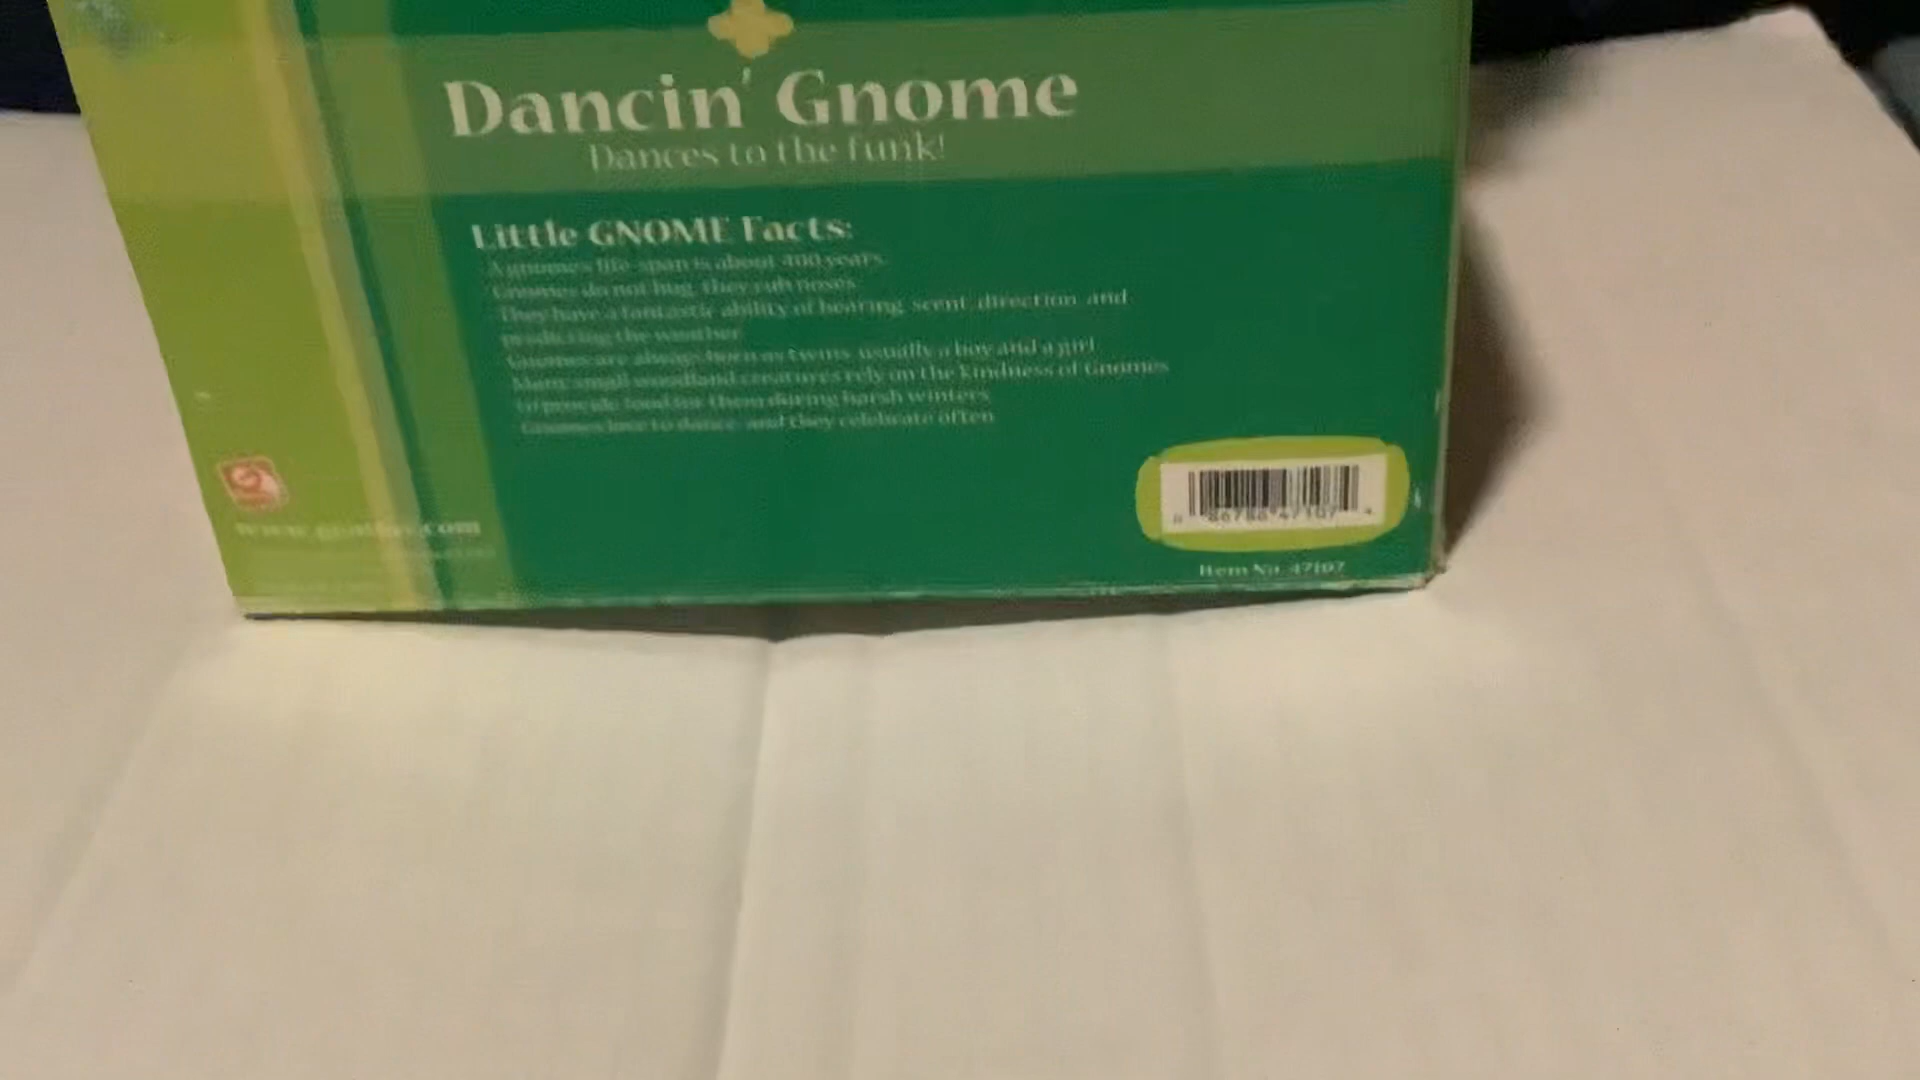 Dancin' Gnome
Dances to the funk!
Little GNOME Facts:
A gnomes life span is about 400 years
Gnomes do not hug, they rub noses
They have a fantastic ability of hearing, scent, direction, and
predicting the weather
Gnomes are always born as twins, usually a boy and a girl
Many small woodland creatures rely on the kindness of Gnomes
to provide food for them during harsh winters
Gnomes love to dance, and they celebrate often
Item No. 47107